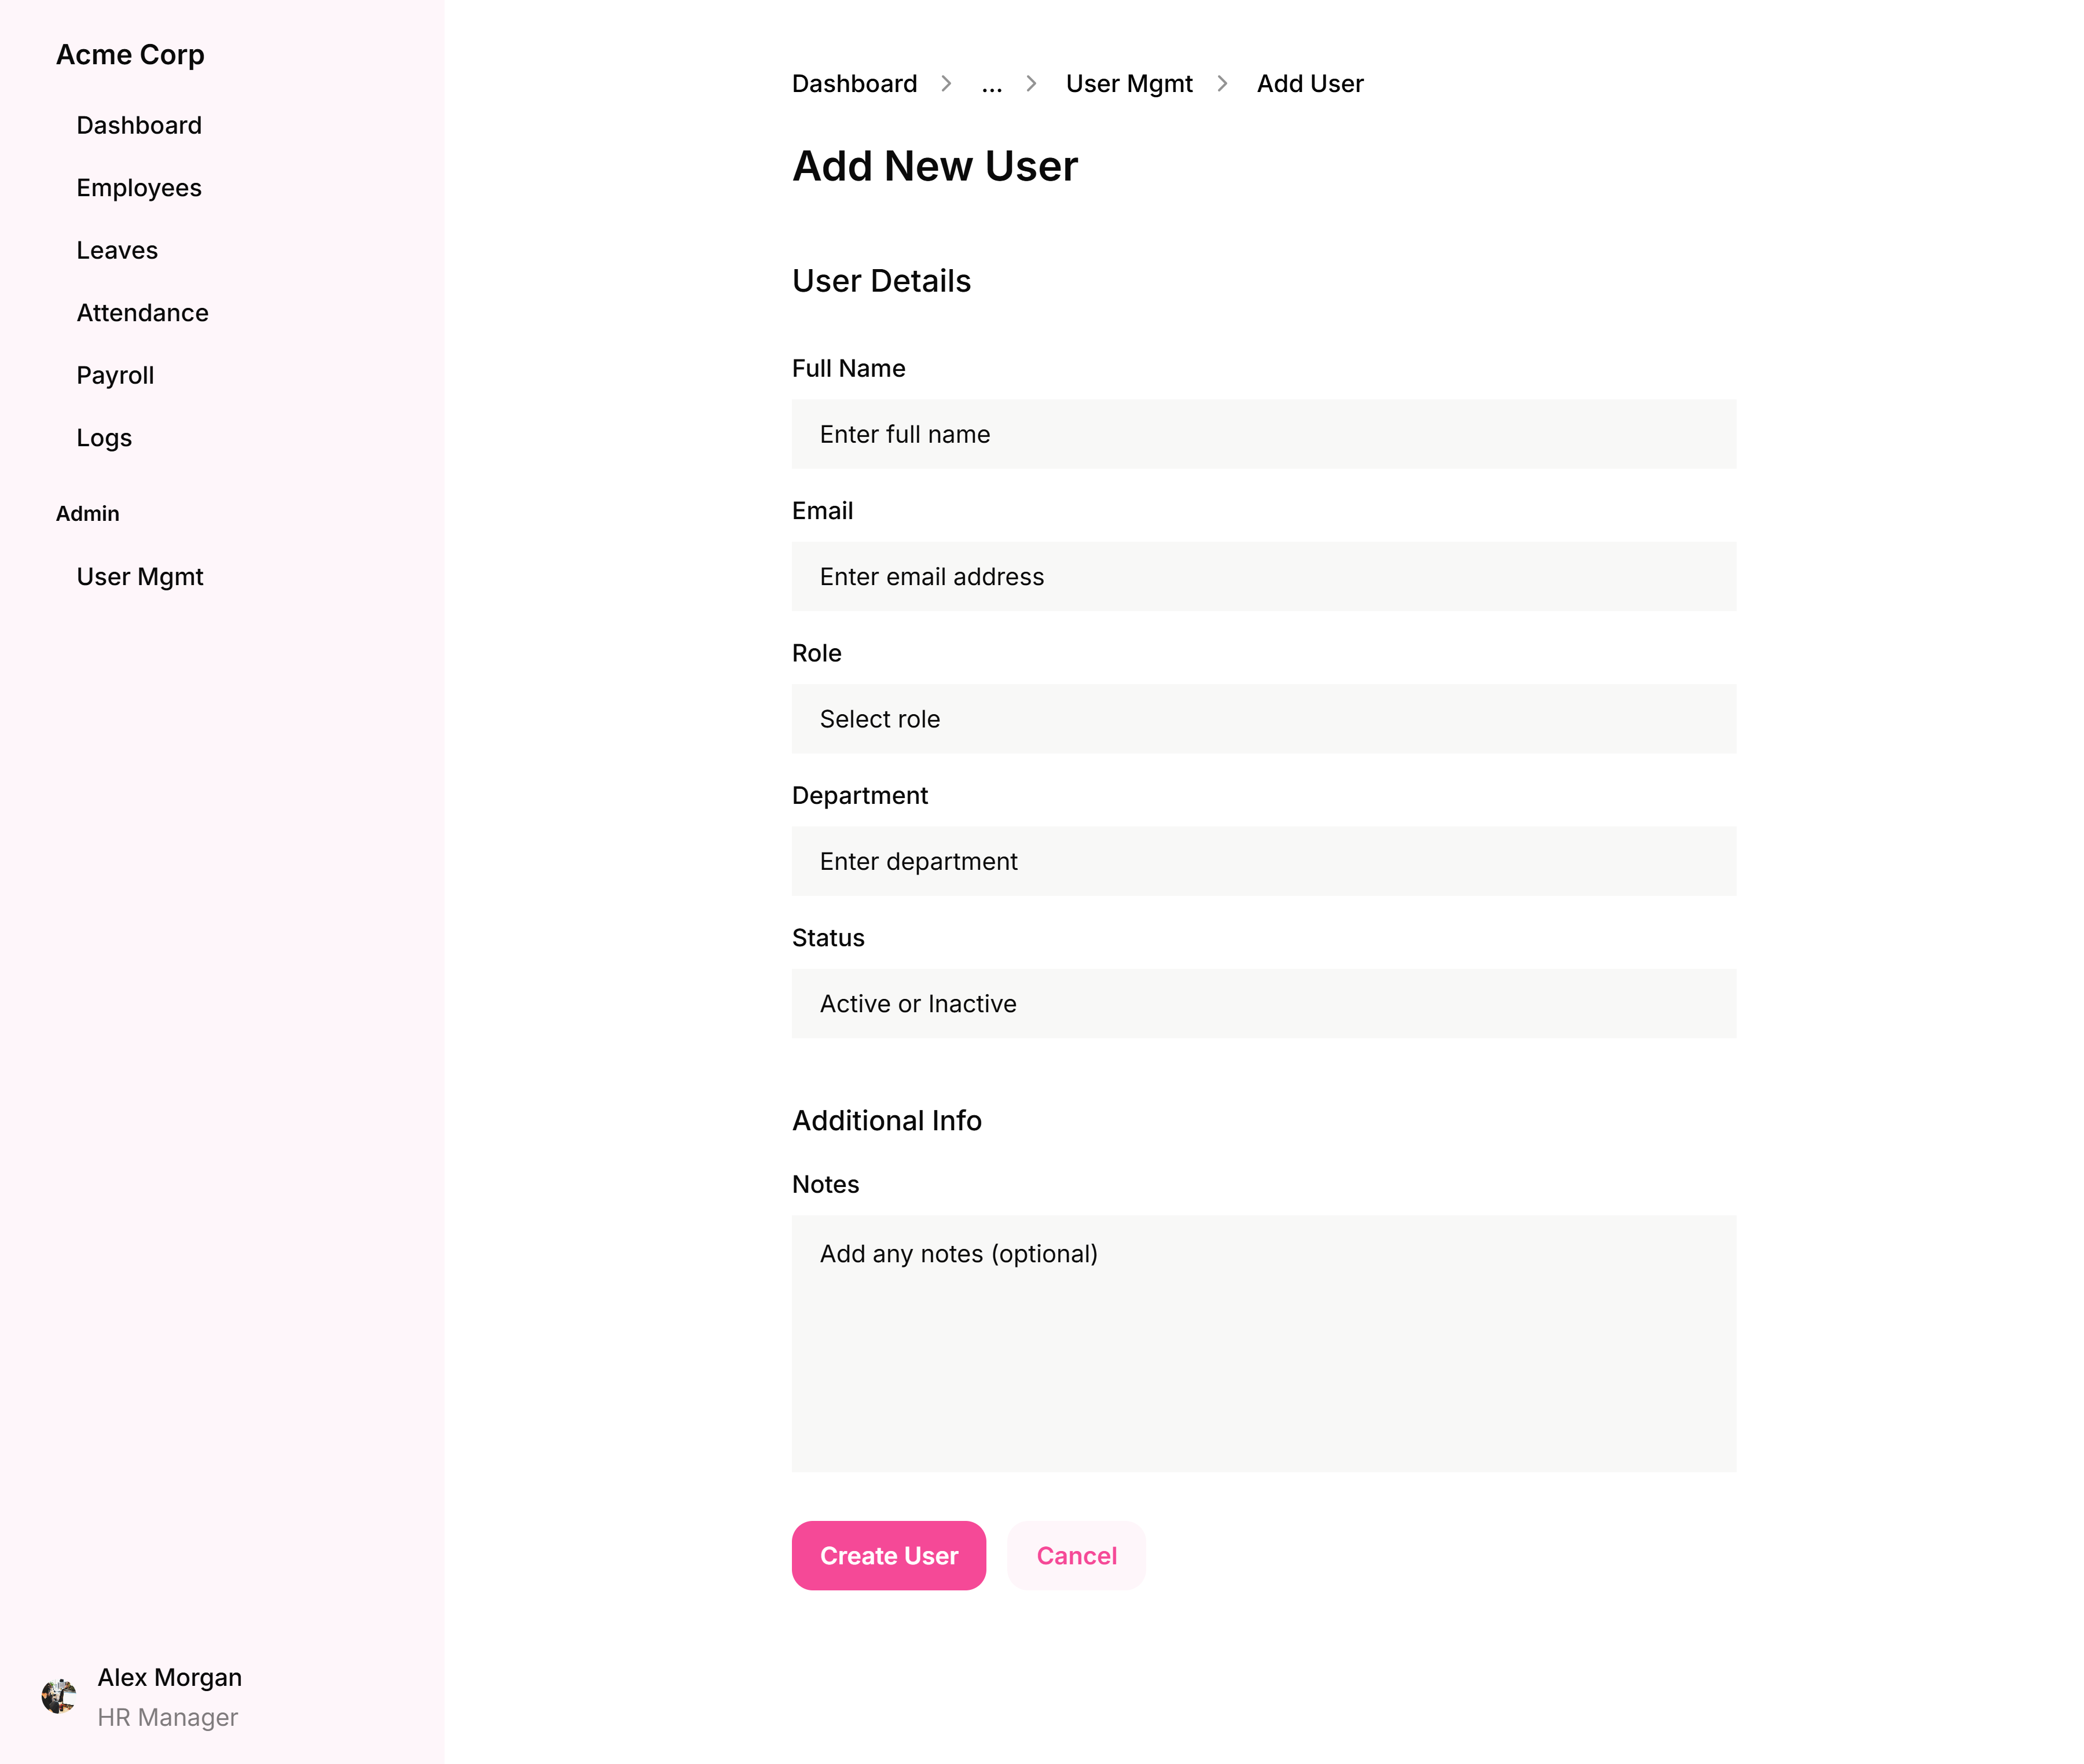 Acme Corp
Dashboard
Employees
Leaves
Attendance
Payroll
Logs
Admin
User Mgmt
Alex Morgan
HR Manager
Dashboard > ... > User Mgmt > Add User
Add New User
User Details
Full Name
Enter full name
Email
Enter email address
Role
Select role
Department
Enter department
Status
Active or Inactive
Additional Info
Notes
Add any notes (optional)
Create User Cancel